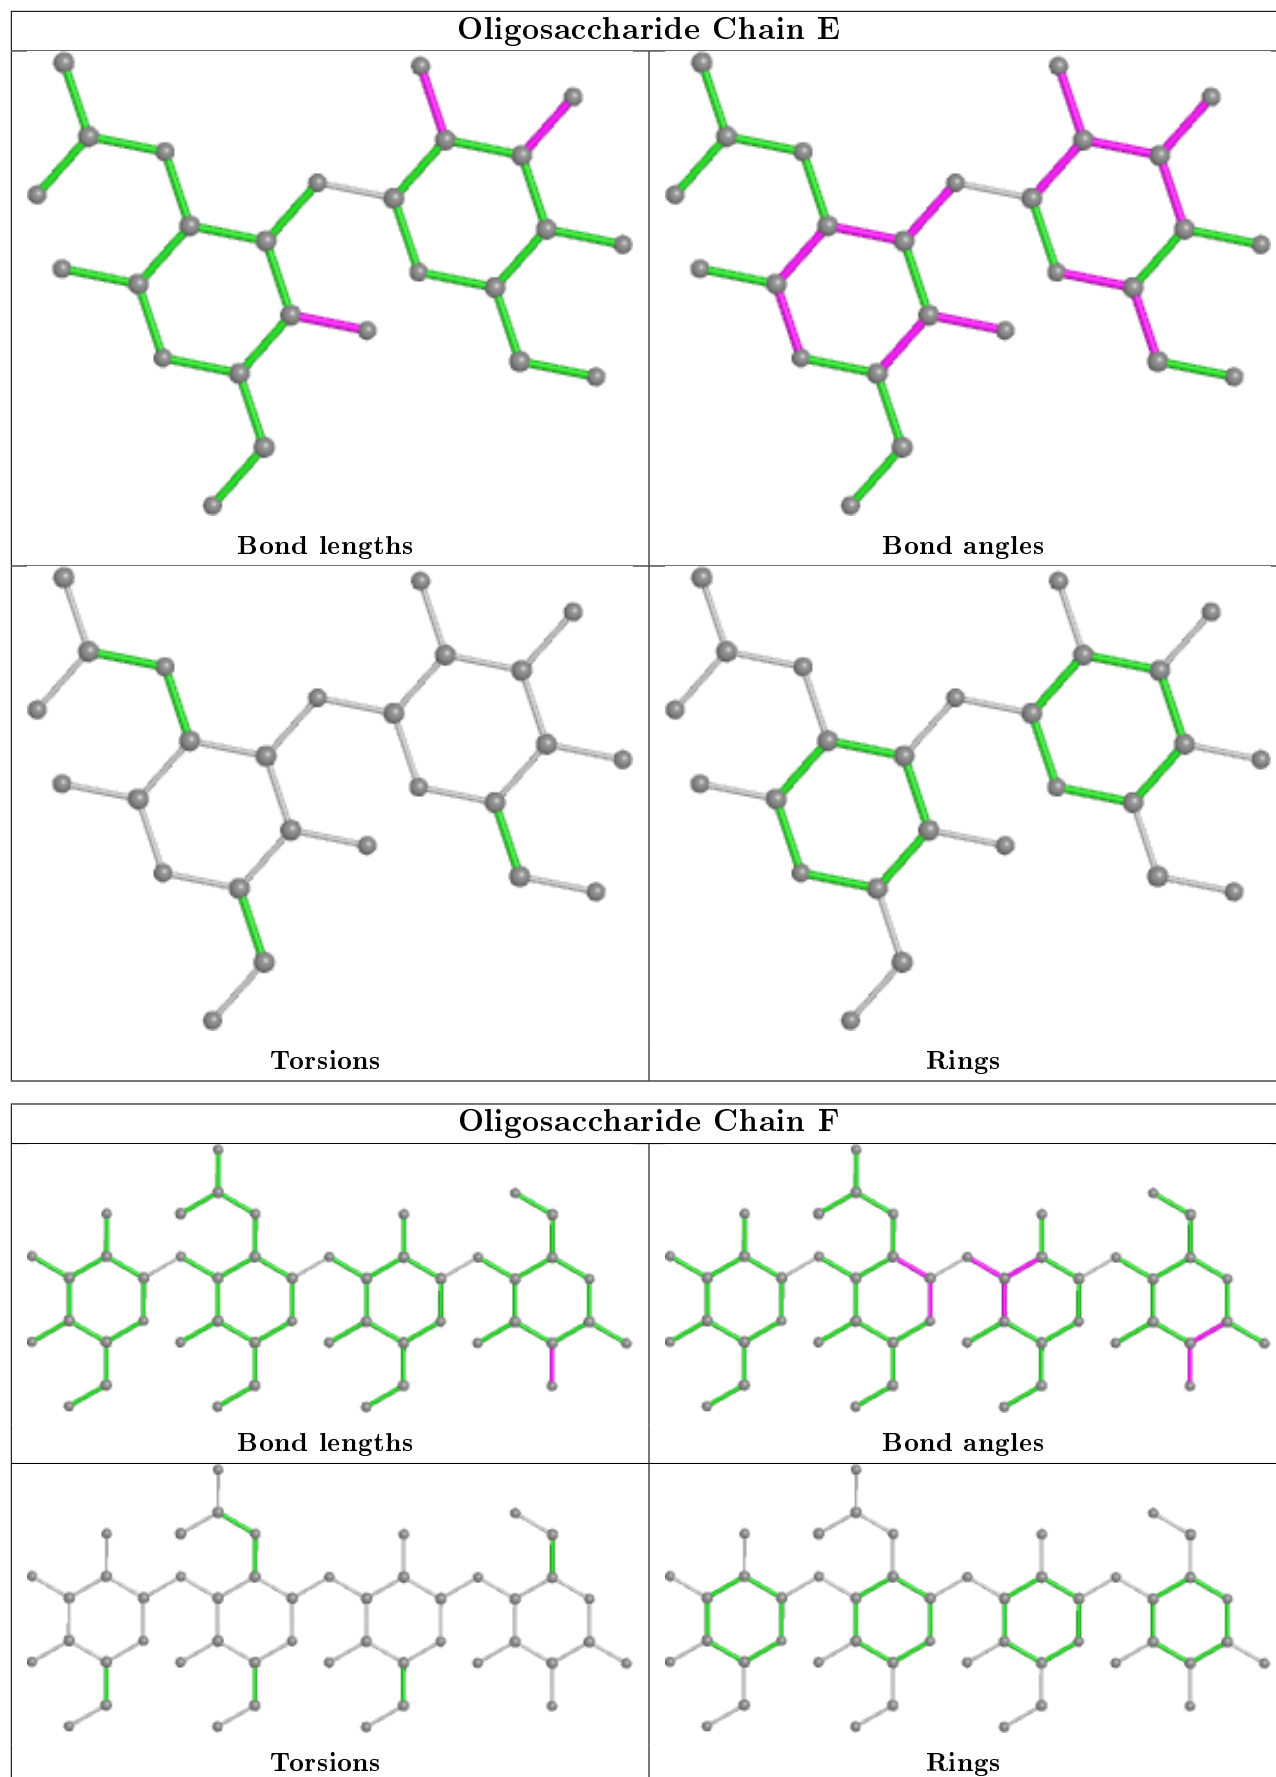 Oligosaccharide Chain E
Bond lengths
Bond angles
Torsions
Rings
Oligosaccharide Chain F
Bond lengths
Bond angles
Torsions
Rings